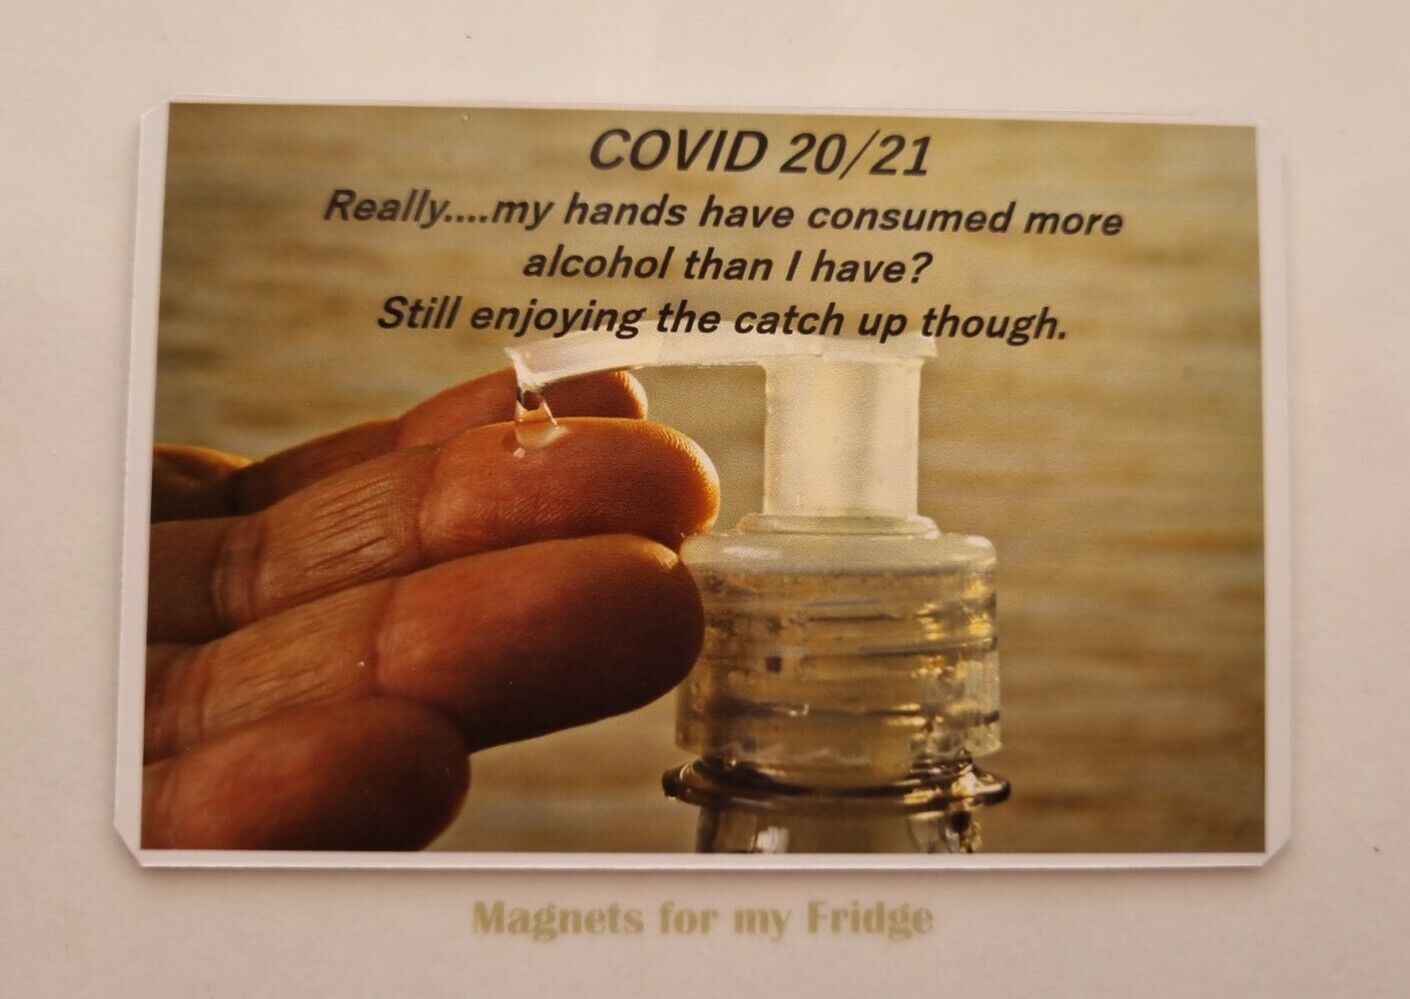 COVID 20/21
Really....my hands have consumed more
alcohol than I have?
Still enjoying the catch up though.
Magnets for my Fridge